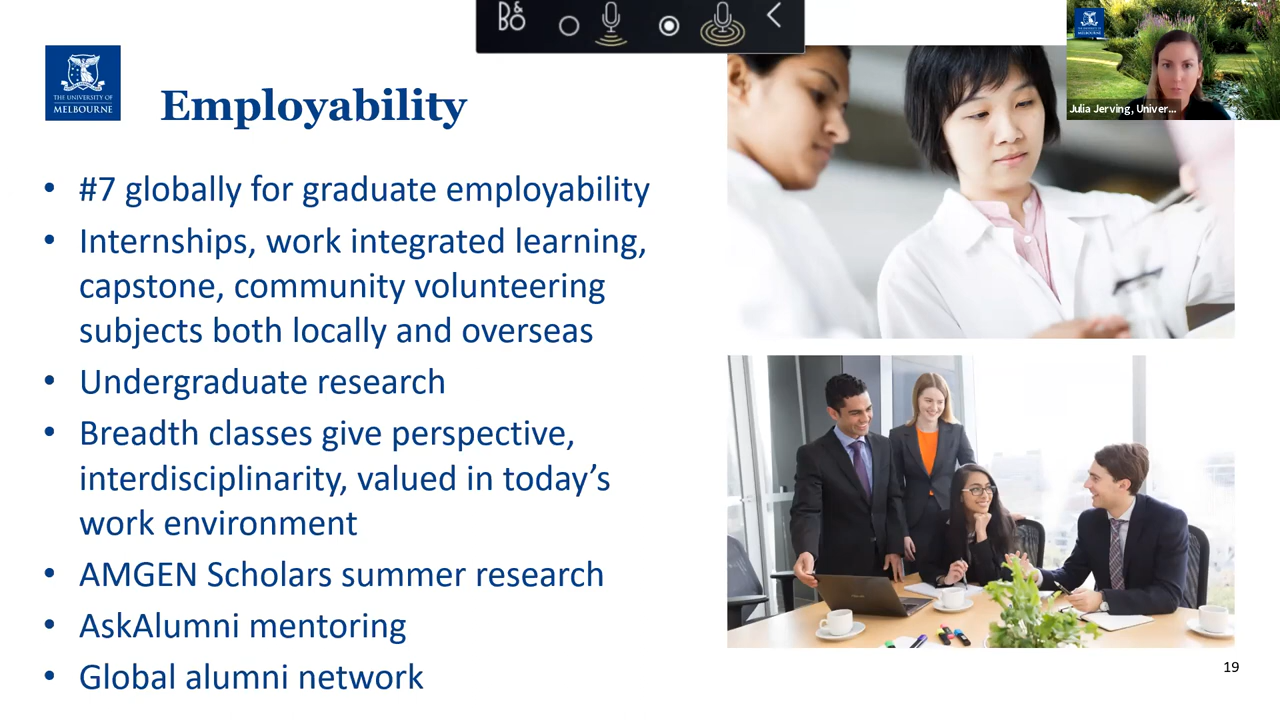 B&
BO
THE UNIVERSITY OF
MELBOURNE
Employability
Julia Jerving, Univer...
• #7 globally for graduate employability
• Internships, work integrated learning,
capstone, community volunteering
subjects both locally and overseas
• Undergraduate research
• Breadth classes give perspective,
interdisciplinarity, valued in today's
work environment
• AMGEN Scholars summer research
• AskAlumni mentoring
• Global alumni network
19